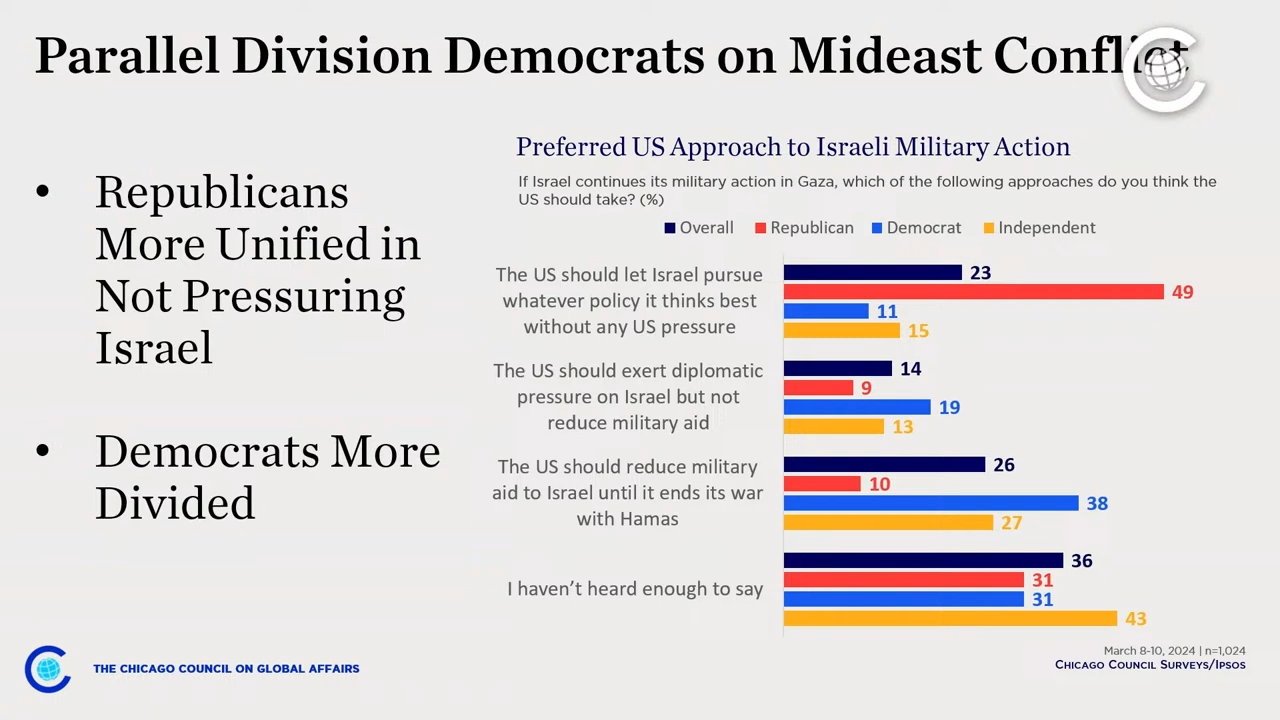 Parallel Division Democrats on Mideast Conflict
• Republicans
More Unified in
Not Pressuring
Israel
• Democrats More
Divided
Preferred US Approach to Israeli Military Action
If Israel continues its military action in Gaza, which of the following approaches do you think the
US should take? (%)
Overall Republican Democrat Independent
The US should let Israel pursue
whatever policy it thinks best
without any US pressure
23
49
11
15
The US should exert diplomatic
pressure on Israel but not
reduce military aid
14
9
19
13
The US should reduce military
aid to Israel until it ends its war
with Hamas
26
10
38
27
I haven’t heard enough to say
36
31
31
43
March 8-10, 2024 | n=1,024
Chicago Council Surveys/Ipsos
THE CHICAGO COUNCIL ON GLOBAL AFFAIRS